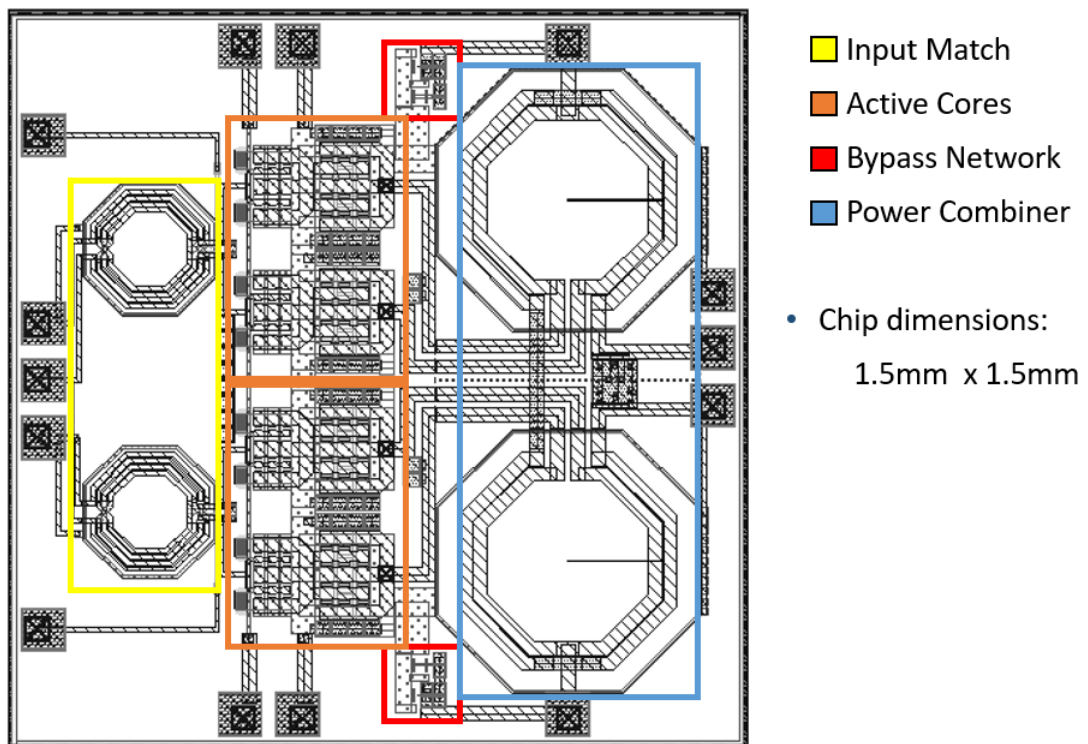 Input Match
Active Cores
Bypass Network
Power Combiner
• Chip dimensions:
1.5mm x 1.5mm